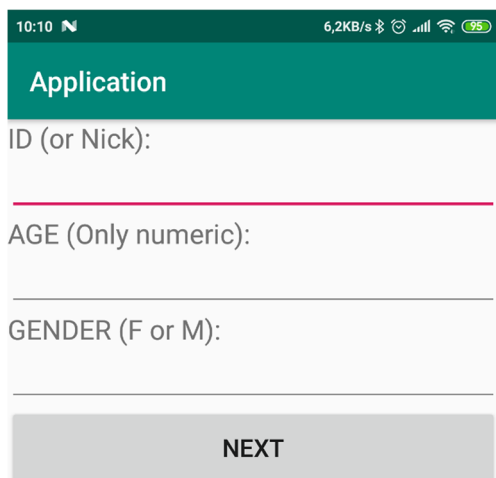 10:10 6,2KB/s 95
Application
ID (or Nick):
AGE (Only numeric):
GENDER (F or M):
NEXT